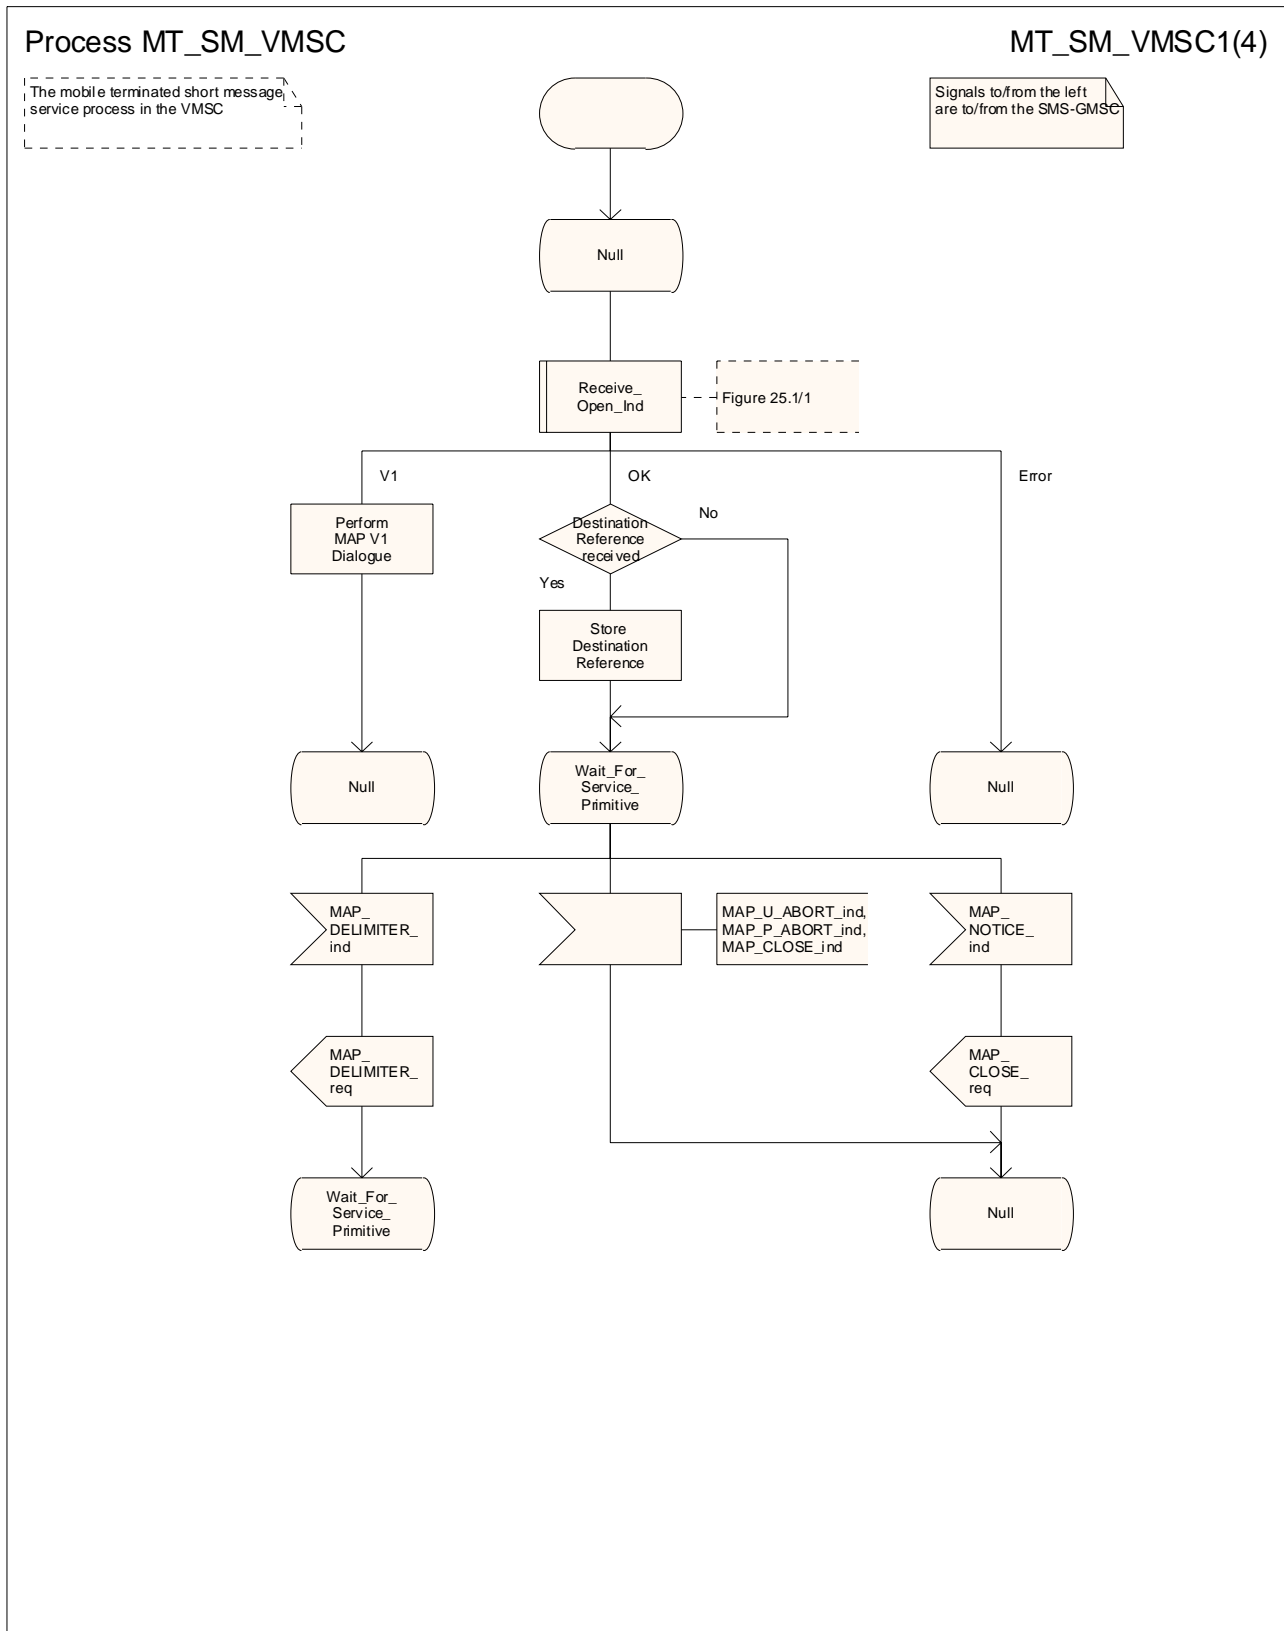 Process MT_SM_VMSC
MT_SM_VMSC1(4)
The mobile terminated short message
service process in the VMSC
Signals to/from the left
are to/from the SMS-GMSC
Null
Receive_
Open_Ind
Figure 25.1/1
V1
OK
Error
Perform
MAP V1
Dialogue
Destination
Reference
received
No
Yes
Store
Destination
Reference
Null
Wait_For_
Service_
Primitive
Null
MAP_
DELIMITER_
ind
MAP_U_ABORT_ind,
MAP_P_ABORT_ind,
MAP_CLOSE_ind
MAP_
NOTICE_
ind
MAP_
DELIMITER_
req
MAP_
CLOSE_
req
Wait_For_
Service_
Primitive
Null